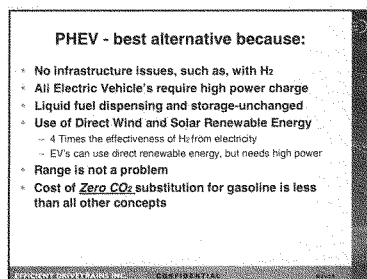 PHEV - best alternative because:
No infrastructure issues, such as, with H2
All Electric Vehicle's require high power charge
Liquid fuel dispensing and storage-unchanged
Use of Direct Wind and Solar Renewable Energy
– 4 Times the effectiveness of H2 from electricity
– EV's can use direct renewable energy, but needs high power
Range is not a problem
Cost of Zero CO2 substitution for gasoline is less
than all other concepts
EFFICIENT DRIVETRAINS INC. CONFIDENTIAL